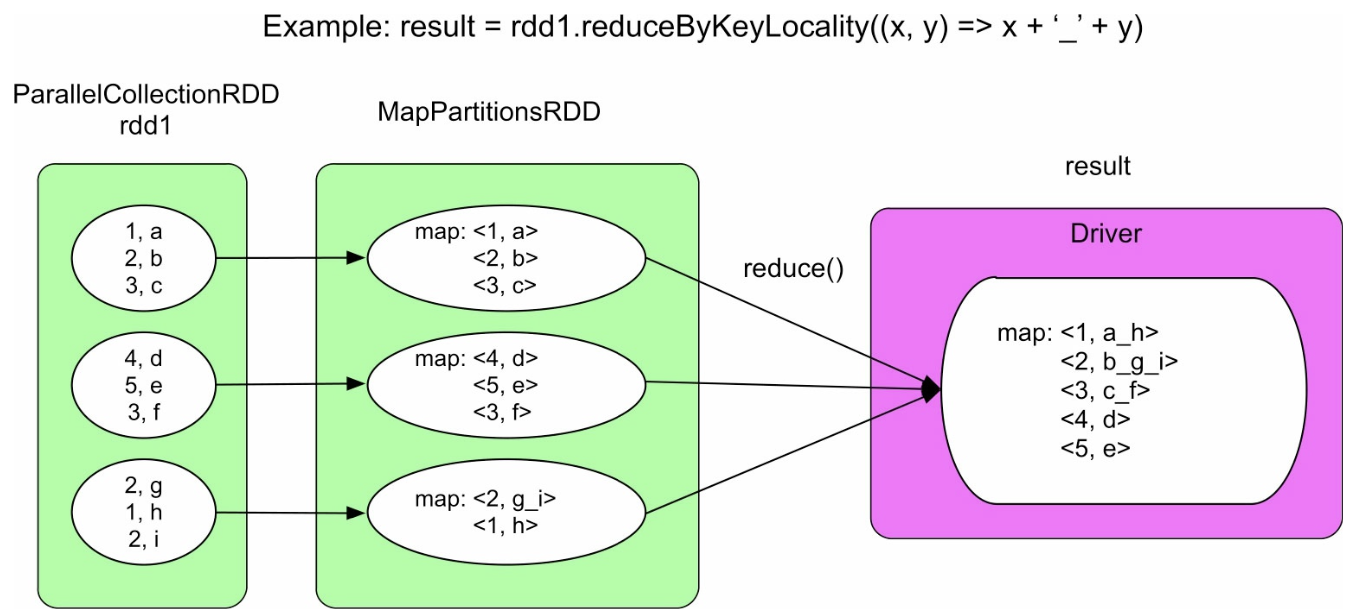 Example: result = rdd1.reduceByKeyLocality((x, y) => x + ‘_’ + y)
ParallelCollectionRDD
rdd1
1, a
2, b
3, c
4, d
5, e
3, f
2, g
1, h
2, i
MapPartitionsRDD
map: <1, a>
<2, b>
<3, c>
map: <4, d>
<5, e>
<3, f>
map: <2, g_i>
<1, h>
reduce()
result
Driver
map: <1, a_h>
<2, b_g_i>
<3, c_f>
<4, d>
<5, e>